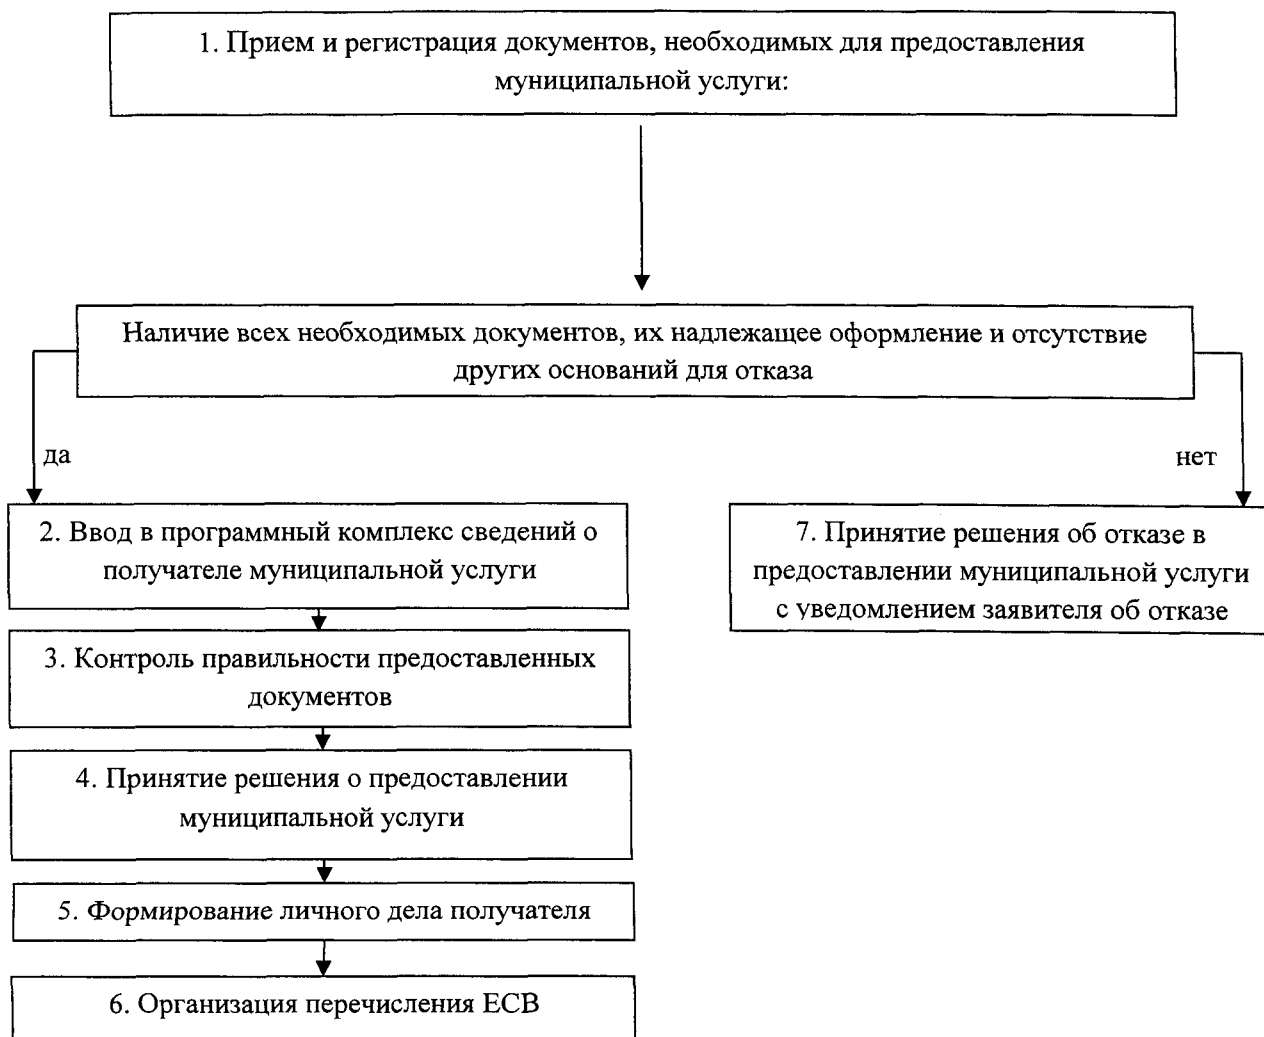 1. Прием и регистрация документов, необходимых для предоставления
муниципальной услуги:
Наличие всех необходимых документов, их надлежащее оформление и отсутствие
других оснований для отказа
да
нет
2. Ввод в программный комплекс сведений о
получателе муниципальной услуги
3. Контроль правильности предоставленных
документов
4. Принятие решения о предоставлении
муниципальной услуги
5. Формирование личного дела получателя
6. Организация перечисления ЕСВ
7. Принятие решения об отказе в
предоставлении муниципальной услуги
с уведомлением заявителя об отказе